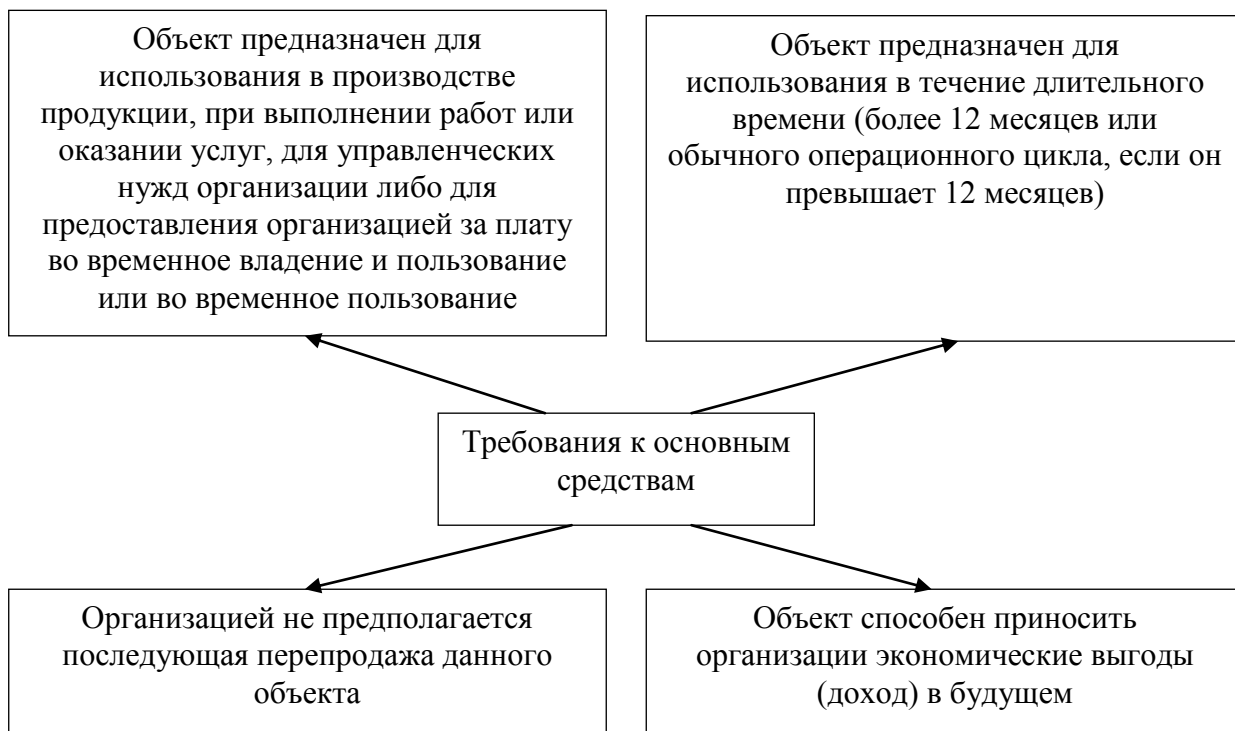 Объект предназначен для
использования в производстве
продукции, при выполнении работ или
оказании услуг, для управленческих
нужд организации либо для
предоставления организацией за плату
во временное владение и пользование
или во временное пользование
Объект предназначен для
использования в течение длительного
времени (более 12 месяцев или
обычного операционного цикла, если он
превышает 12 месяцев)
Требования к основным
средствам
Организацией не предполагается
последующая перепродажа данного
объекта
Объект способен приносить
организации экономические выгоды
(доход) в будущем